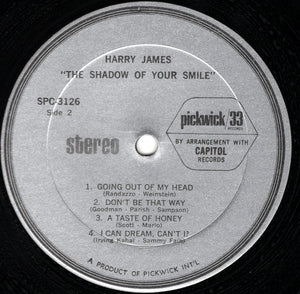 HARRY JAMES
"THE SHADOW OF YOUR SMILE"
SPC-3126
Side 2
stereo
pickwick 33
RECORDS
BY ARRANGEMENT WITH
CAPITOL
RECORDS
1. GOING OUT OF MY HEAD
(Randazzo - Weinstein)
2. DON'T BE THAT WAY
(Goodman - Parish - Sampson)
3. A TASTE OF HONEY
(Scott - Marlo)
4. I CAN DREAM, CAN'T I?
(Irving Kahal - Sammy Fain)
A PRODUCT OF PICKWICK INT'L